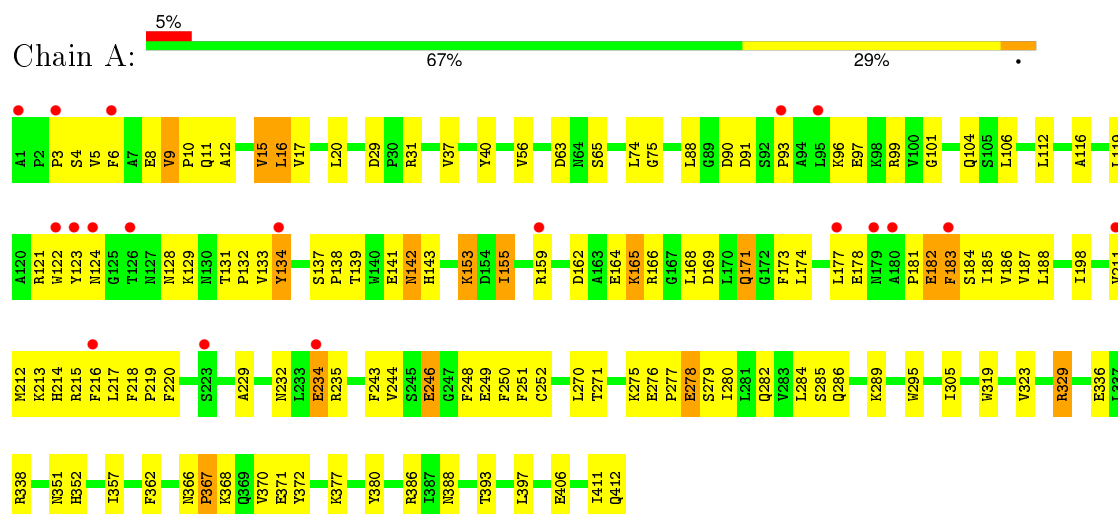 5%
Chain A:
67% 29% •
A1 P2 P3 S4 V5 F6 A7 E8 V9 P10 Q11 A12 V15 L16 V17 L20 D29 P30 R31 V37 Y40 V56 D63 N64 S65 L74 G75 L88 G89 D90 D91 S92 P93 A94 L95 K96 E97 K98 R99 V100 G101 Q104 S105 L106 L112 A116 L119
A120 R121 W122 Y123 N124 G125 T126 N127 N128 K129 N130 T131 P132 V133 Y134 S137 P138 T139 W140 E141 N142 H143 K153 D154 I155 R159 D162 A163 E164 K165 R166 G167 L168 D169 L170 Q171 G172 F173 L174 L177 E178 N179 A180 P181 E182 F183 S184 I185 V186 V187 L188 I198 V211
M212 K213 H214 R215 F216 L217 F218 P219 F220 S223 A229 N232 L233 E234 R235 F243 V244 S245 E246 G247 F248 E249 F250 F251 C252 L270 T271 K275 E276 P277 E278 S279 I280 L281 Q282 V283 L284 S285 Q286 K289 W295 I305 W319 V323 R329 E336 L337
R338 N351 H352 I357 F362 N366 P367 K368 Q369 V370 E371 Y372 K377 Y380 R386 I387 N388 T393 L397 E406 I411 Q412